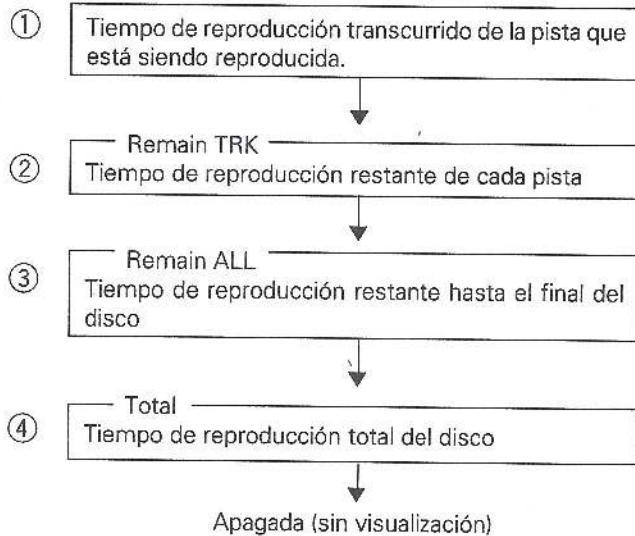 ① Tiempo de reproducción transcurrido de la pista que
está siendo reproducida.
Remain TRK
② Tiempo de reproducción restante de cada pista
Remain ALL
③ Tiempo de reproducción restante hasta el final del
disco
Total
④ Tiempo de reproducción total del disco
Apagada (sin visualización)